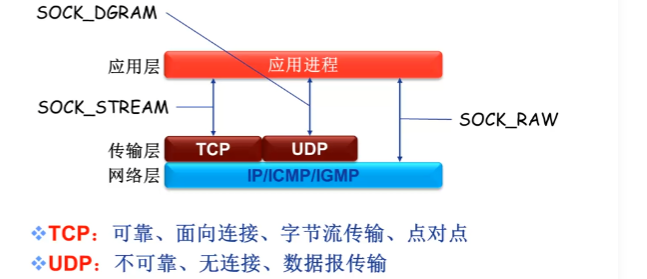 SOCK_DGRAM
应用层 应用进程
SOCK_STREAM
SOCK_RAW
传输层 TCP UDP
网络层 IP/ICMP/IGMP
❖TCP：可靠、面向连接、字节流传输、点对点
❖UDP：不可靠、无连接、数据报传输